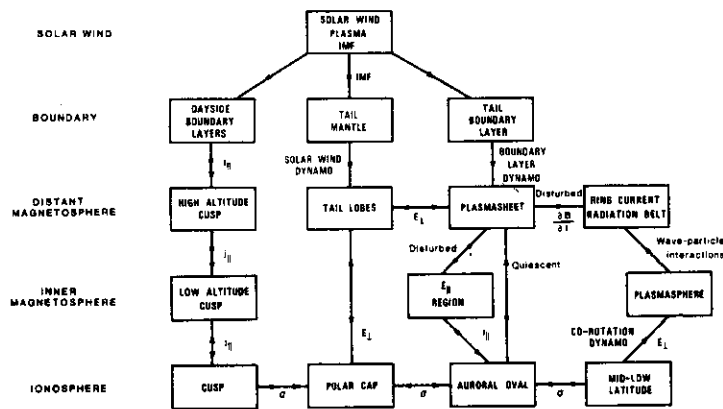 SOLAR WIND
SOLAR WIND
PLASMA
IMF
IMF
BOUNDARY
DAYSIDE
BOUNDARY
LAYERS
TAIL
MANTLE
TAIL
BOUNDARY
LAYER
SOLAR WIND
DYNAMO
BOUNDARY
LAYER
DYNAMO
DISTANT
MAGNETOSPHERE
HIGH ALTITUDE
CUSP
TAIL LOBES
E⊥
PLASMASHEET
Disturbed
∂B
∂t
RING CURRENT
RADIATION BELT
j||
Disturbed
Quiescent
Wave-particle
interactions
INNER
MAGNETOSPHERE
LOW ALTITUDE
CUSP
E||
REGION
PLASMASPHERE
E⊥
CO-ROTATION
DYNAMO
E⊥
IONOSPHERE
CUSP
σ
POLAR CAP
σ
AURORAL OVAL
σ
MID-LOW
LATITUDE